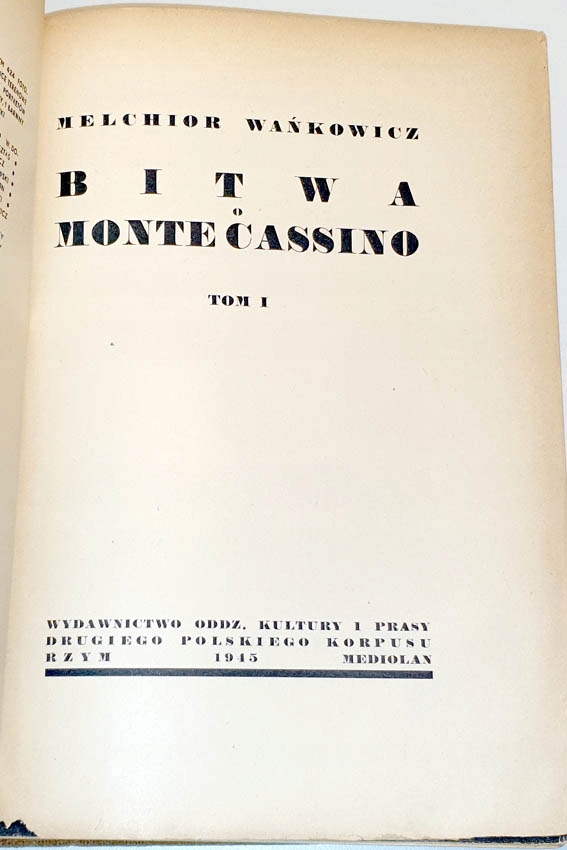 MELCHIOR WAŃKOWICZ
BITWA
O
MONTE CASSINO
TOM I
WYDAWNICTWO ODDZ. KULTURY I PRASY
DRUGIEGO POLSKIEGO KORPUSU
RZYM 1945 MEDIOLAN